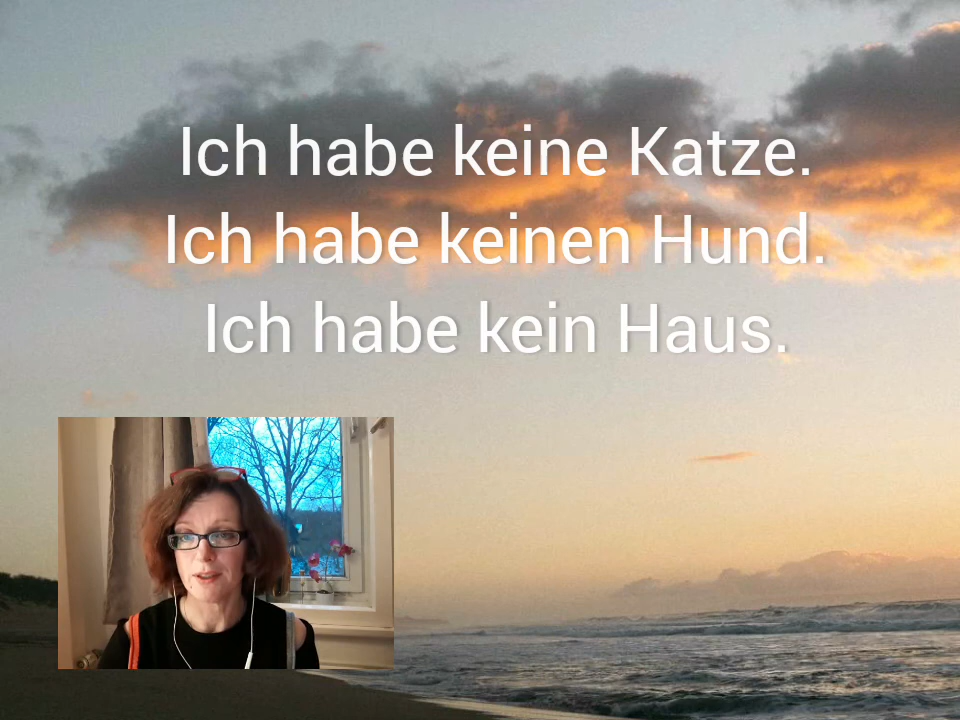 Ich habe keine Katze.
Ich habe keinen Hund.
Ich habe kein Haus.